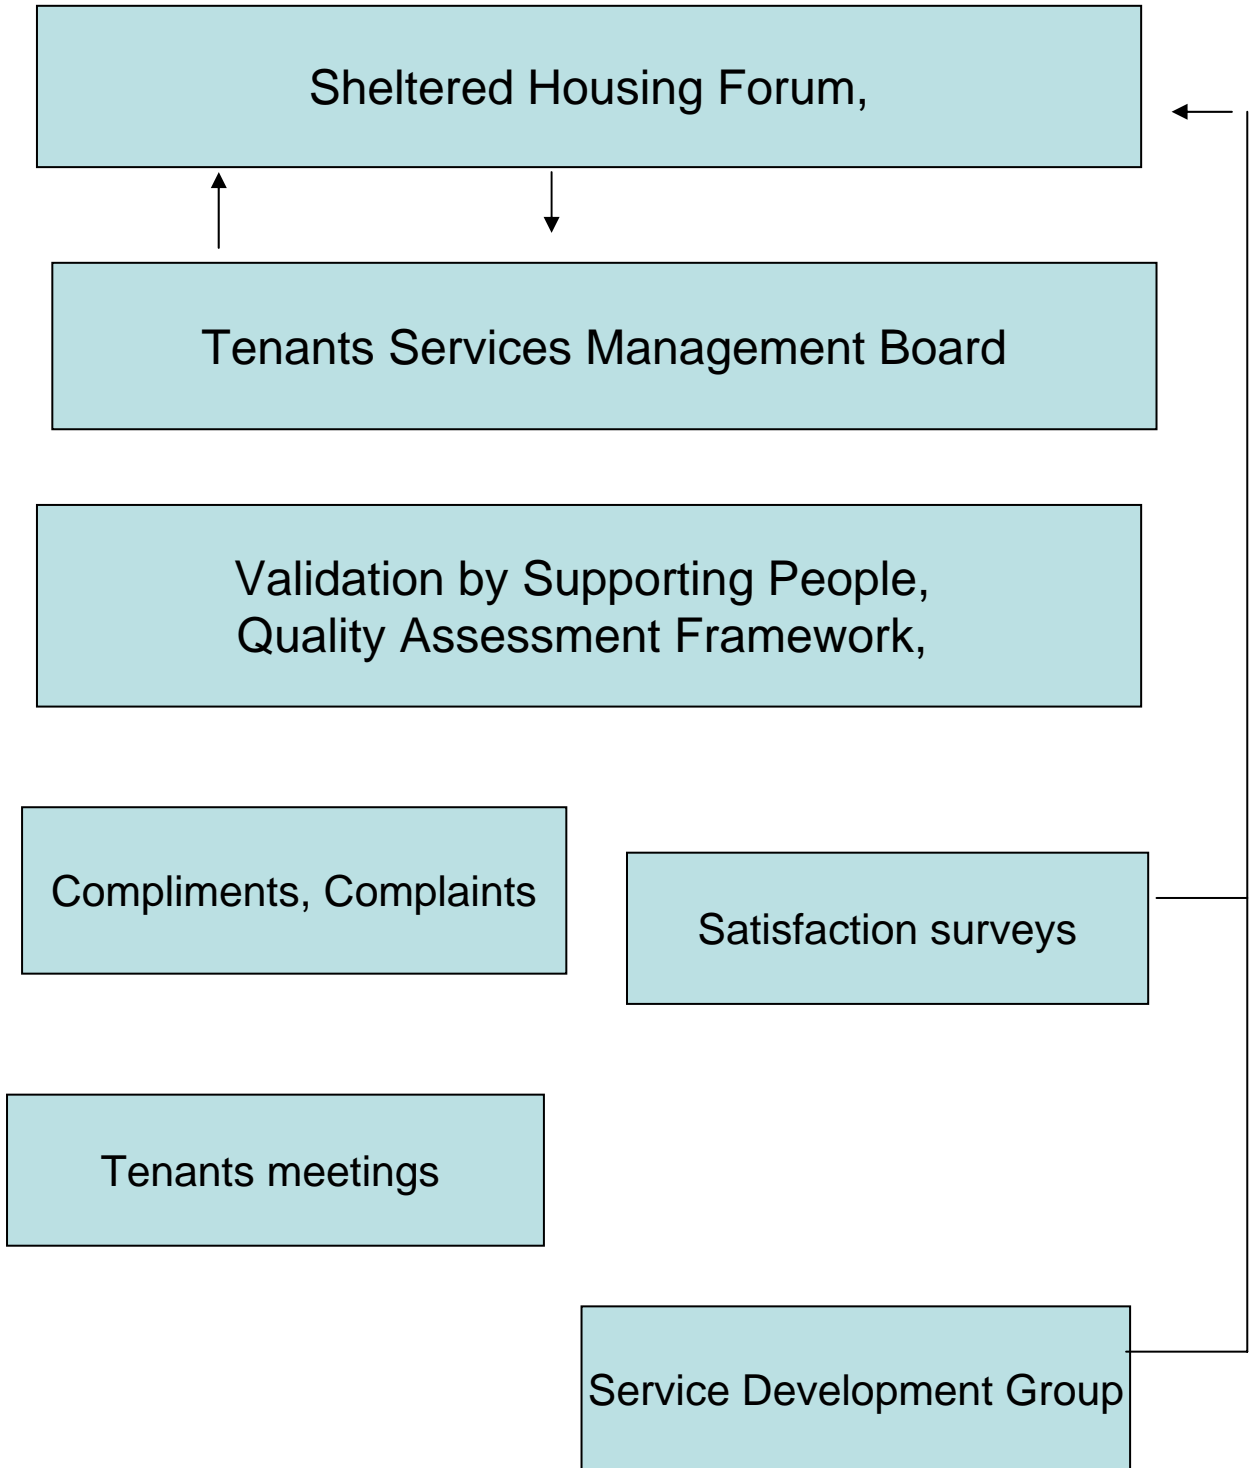 Sheltered Housing Forum,
Tenants Services Management Board
Validation by Supporting People,
Quality Assessment Framework,
Compliments, Complaints
Satisfaction surveys
Tenants meetings
Service Development Group